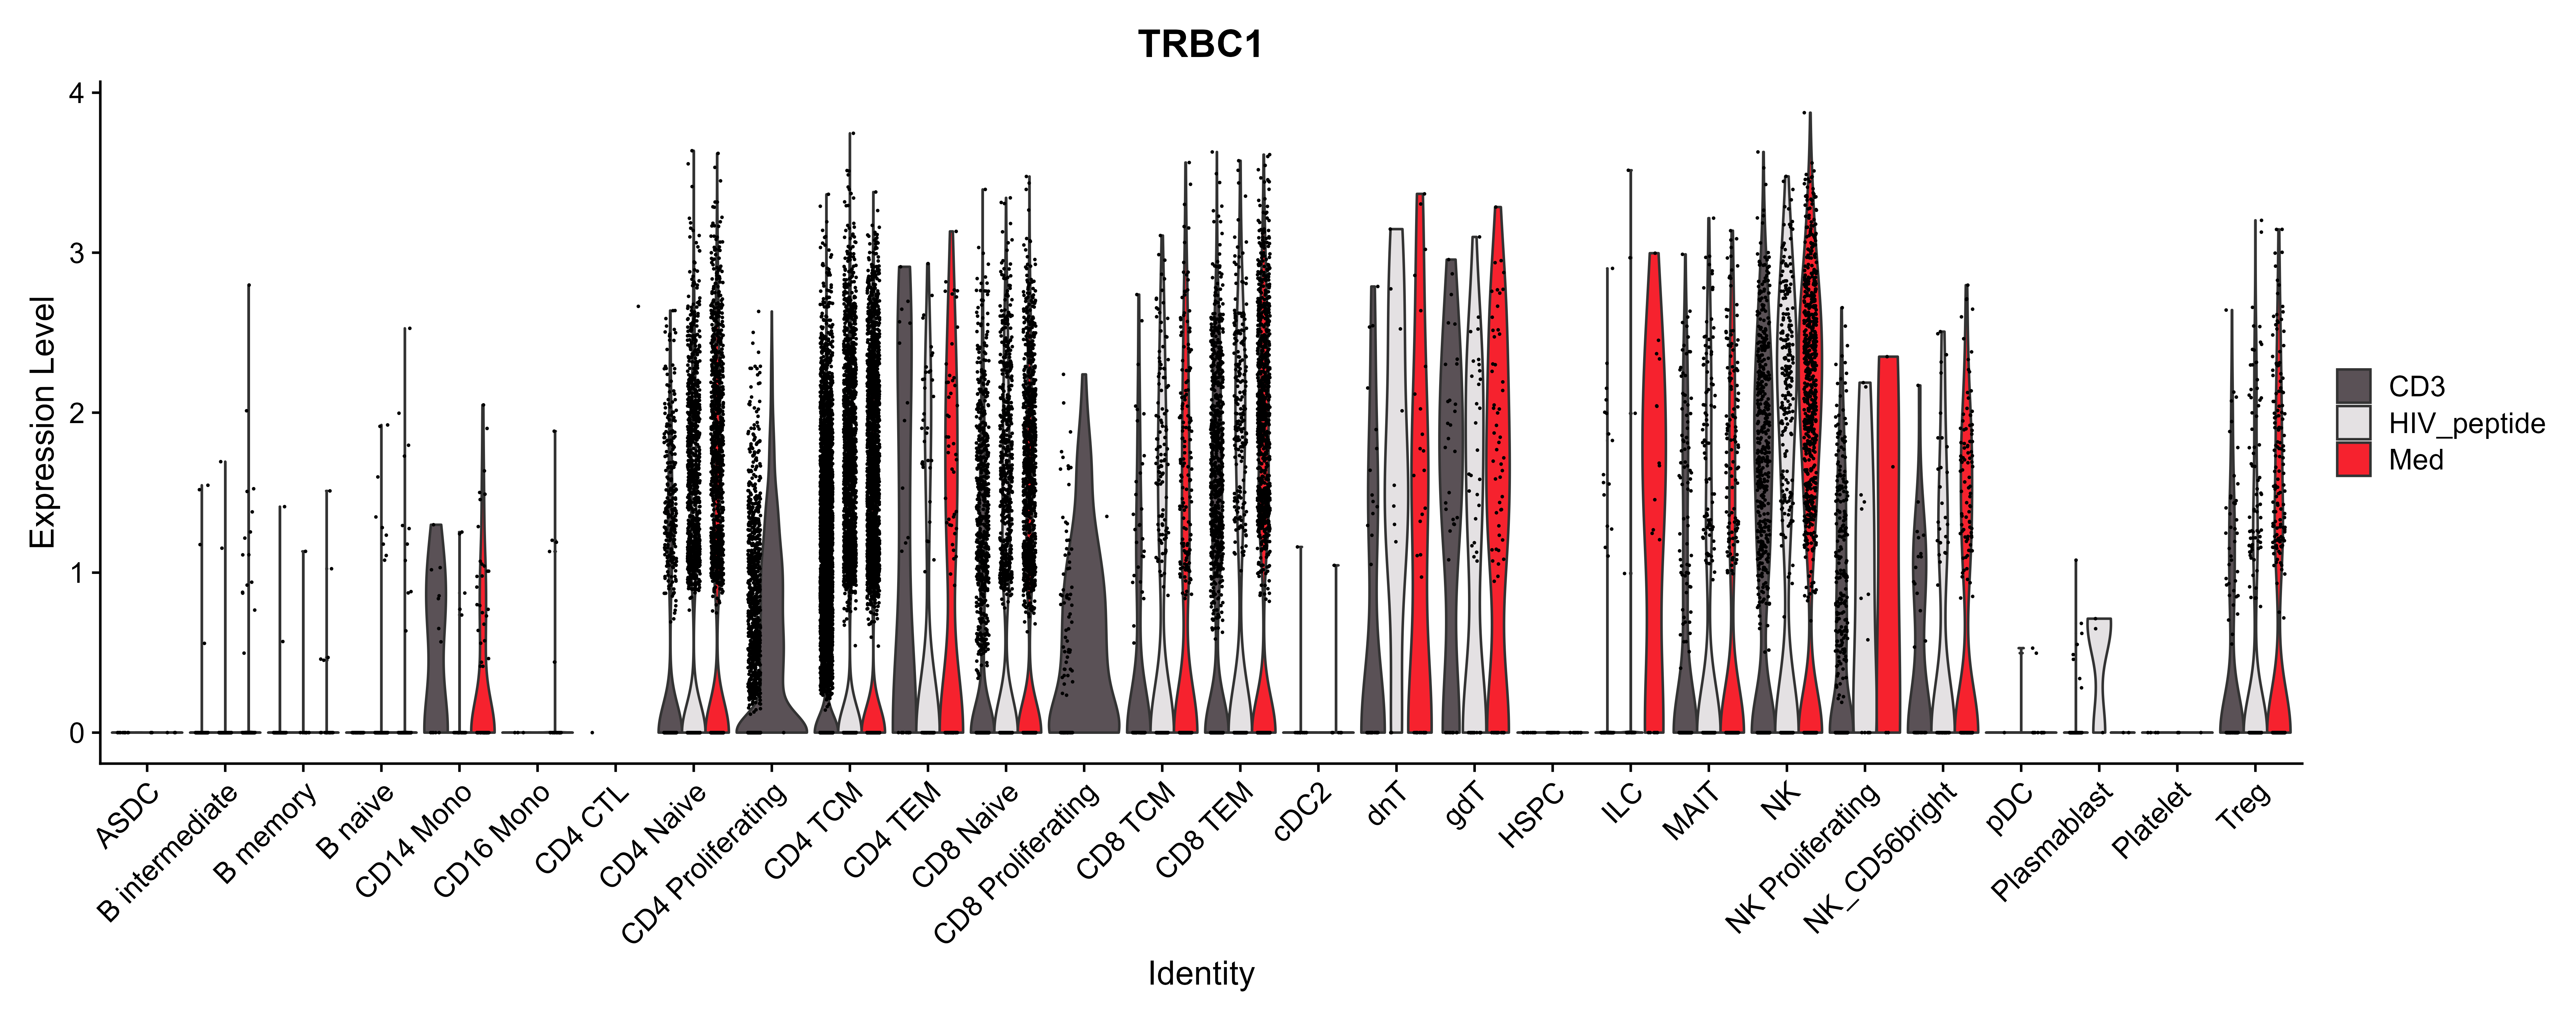 TRBC1
Expression Level
4
3
2
1
0
ASDC
B intermediate
B memory
B naive
CD14 Mono
CD16 Mono
CD4 CTL
CD4 Naive
CD4 Proliferating
CD4 TCM
CD4 TEM
CD8 Naive
CD8 Proliferating
CD8 TCM
CD8 TEM
cDC2
dnT
gdT
HSPC
ILC
MAIT
NK
NK Proliferating
NK_CD56bright
pDC
Plasmablast
Platelet
Treg
Identity
CD3
HIV_peptide
Med